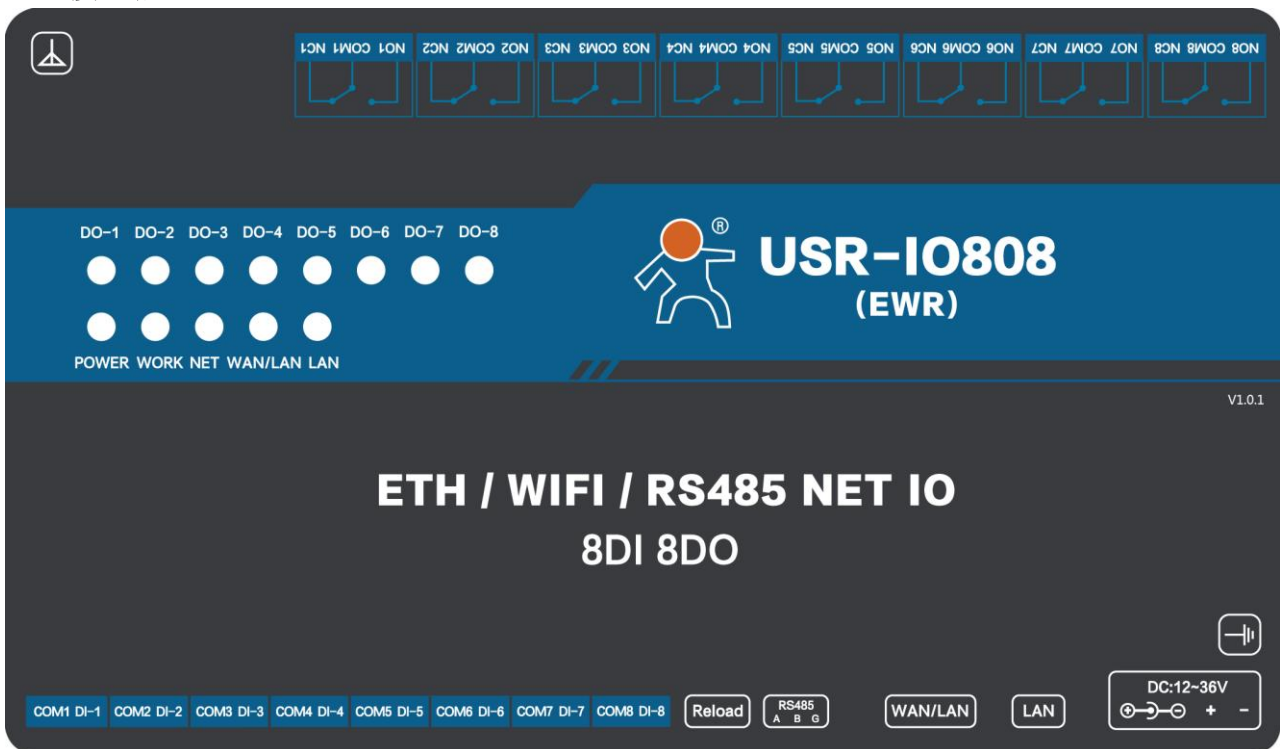 NO8 COM8 NC8 NO7 COM7 NC7 NO6 COM6 NC6 NO5 COM5 NC5 NO4 COM4 NC4 NO3 COM3 NC3 NO2 COM2 NC2 NO1 COM1 NC1
DO-1 DO-2 DO-3 DO-4 DO-5 DO-6 DO-7 DO-8
POWER WORK NET WAN/LAN LAN
®
USR-IO808
(EWR)
V1.0.1
ETH / WIFI / RS485 NET IO
8DI 8DO
COM1 DI-1 COM2 DI-2 COM3 DI-3 COM4 DI-4 COM5 DI-5 COM6 DI-6 COM7 DI-7 COM8 DI-8
Reload
RS485
A B G
WAN/LAN
LAN
DC:12~36V
+ -